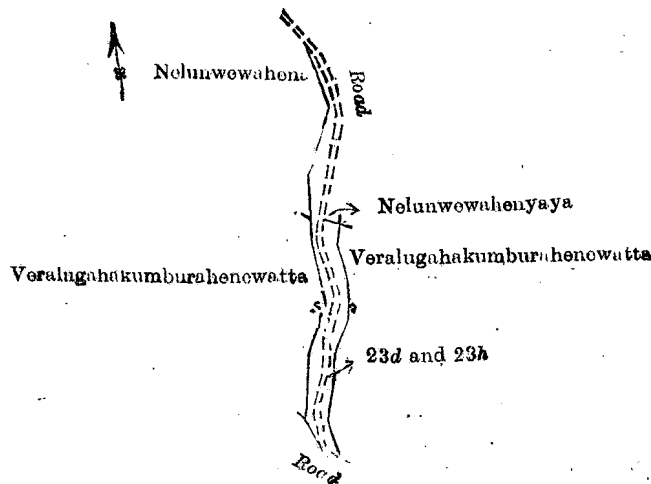 Nelunwewahena
Road
Nelunwewahenyaya
Veralugahakumburahenewatta
Veralugahakumburahenewatta
23d and 23h
Road